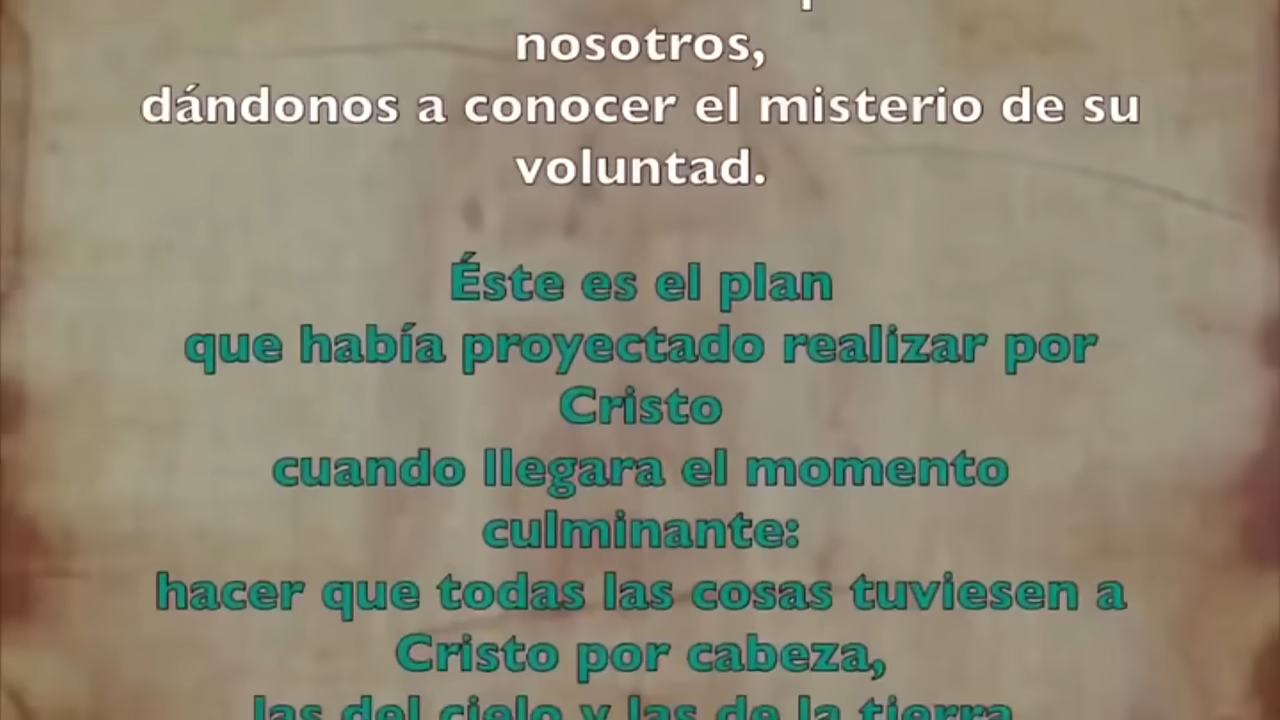 nosotros,
dándonos a conocer el misterio de su
voluntad.
Éste es el plan
que había proyectado realizar por
Cristo
cuando llegara el momento
culminante:
hacer que todas las cosas tuviesen a
Cristo por cabeza,
las del cielo y las de la tierra